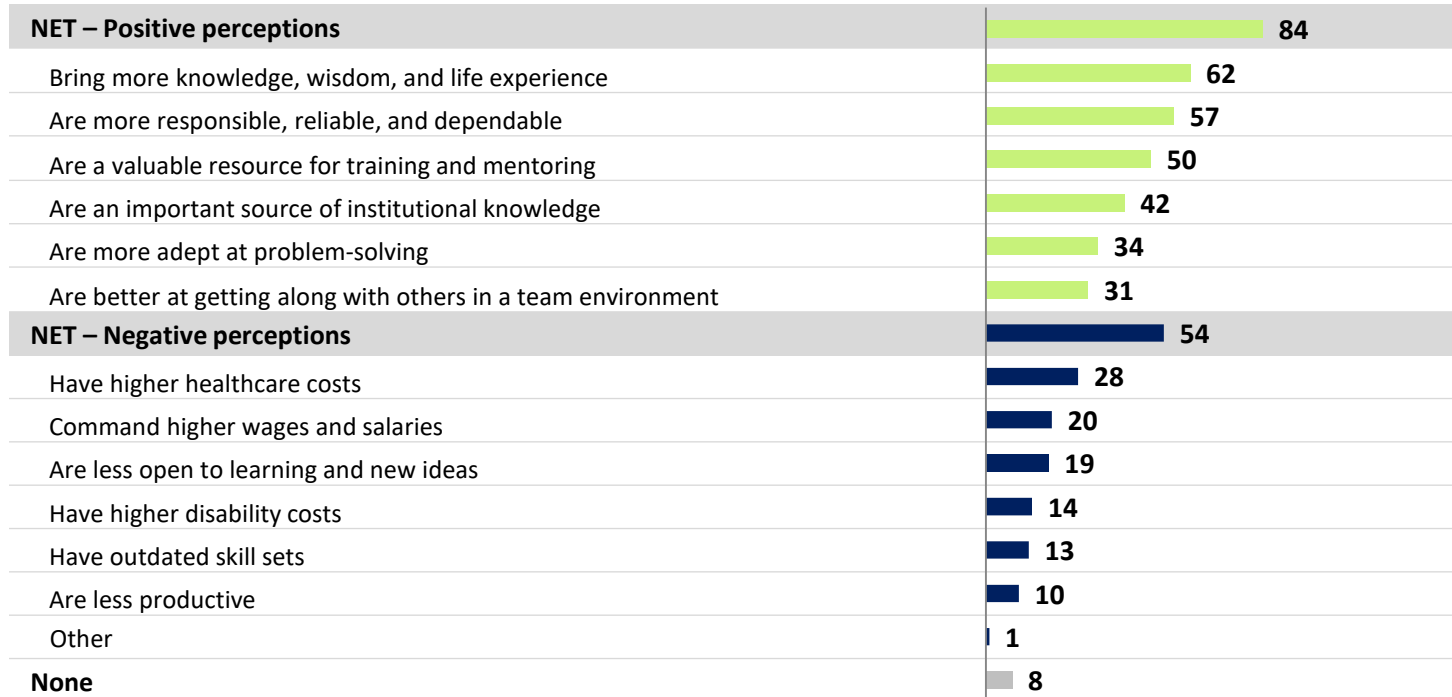 NET – Positive perceptions 84
Bring more knowledge, wisdom, and life experience 62
Are more responsible, reliable, and dependable 57
Are a valuable resource for training and mentoring 50
Are an important source of institutional knowledge 42
Are more adept at problem-solving 34
Are better at getting along with others in a team environment 31
NET – Negative perceptions 54
Have higher healthcare costs 28
Command higher wages and salaries 20
Are less open to learning and new ideas 19
Have higher disability costs 14
Have outdated skill sets 13
Are less productive 10
Other 1
None 8